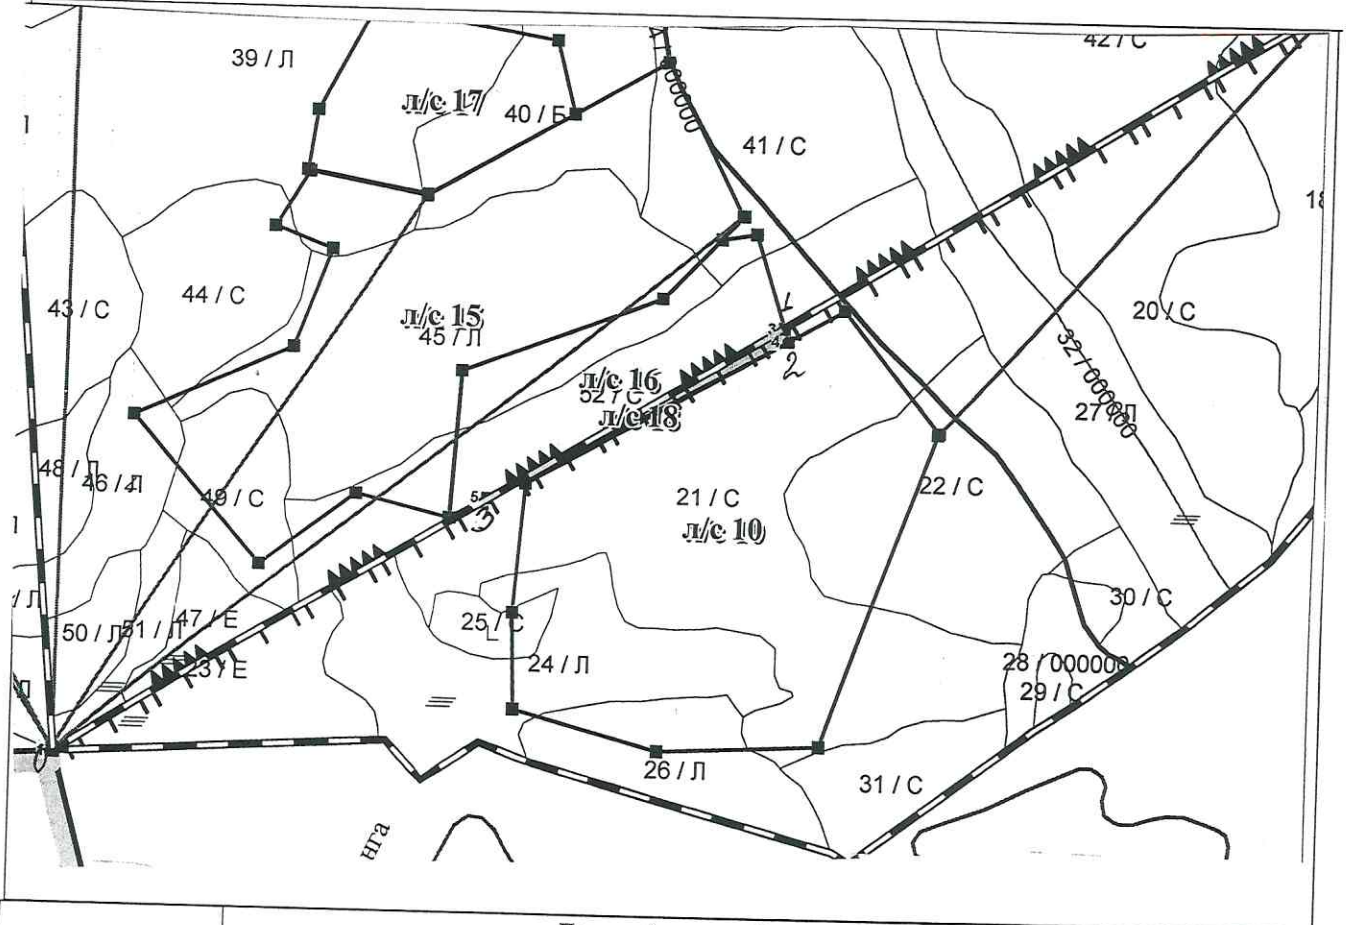 42 / С
39 / Л
л/с 17
40 / Б
41 / С
18
43 / С
44 / С
л/с 15
45 / Л
20 / С
1
2
32 / 000000
27 / Л
л/с 16
52 / С
л/с 18
48 / Л
46 / Л
49 / С
5
3
21 / С
22 / С
л/с 10
30 / С
47 / Е
50 / Л
51 / Л
25 / С
23 / Е
24 / Л
28 / 000000
29 / С
26 / Л
31 / С
0
нга